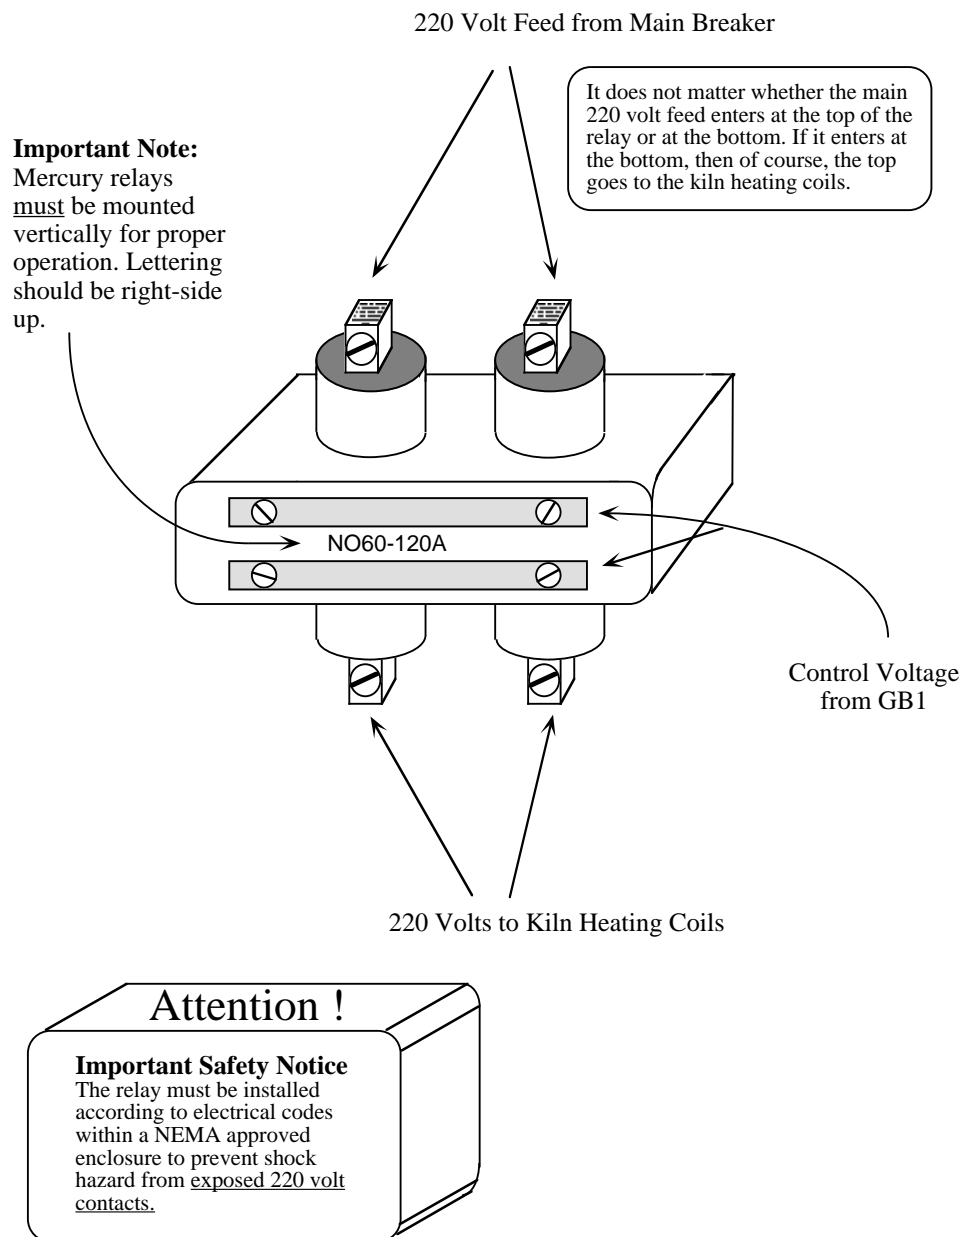 220 Volt Feed from Main Breaker
It does not matter whether the main
220 volt feed enters at the top of the
relay or at the bottom. If it enters at
the bottom, then of course, the top
goes to the kiln heating coils.
Important Note:
Mercury relays
must be mounted
vertically for proper
operation. Lettering
should be right-side
up.
NO60-120A
Control Voltage
from GB1
220 Volts to Kiln Heating Coils
Attention !
Important Safety Notice
The relay must be installed
according to electrical codes
within a NEMA approved
enclosure to prevent shock
hazard from exposed 220 volt
contacts.